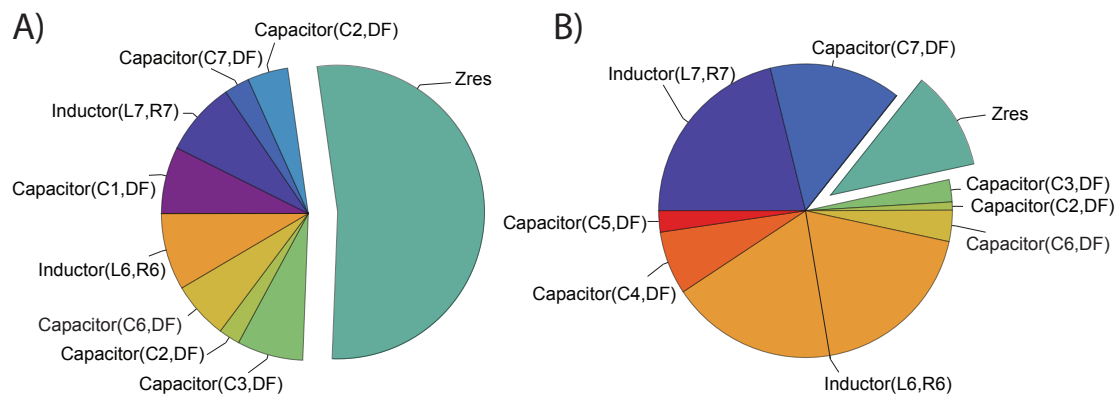 A)
Capacitor(C2,DF)
Capacitor(C7,DF)
Zres
Inductor(L7,R7)
Capacitor(C1,DF)
Inductor(L6,R6)
Capacitor(C6,DF)
Capacitor(C2,DF)
Capacitor(C3,DF)
B)
Capacitor(C7,DF)
Inductor(L7,R7)
Zres
Capacitor(C3,DF)
Capacitor(C2,DF)
Capacitor(C5,DF)
Capacitor(C6,DF)
Capacitor(C4,DF)
Inductor(L6,R6)